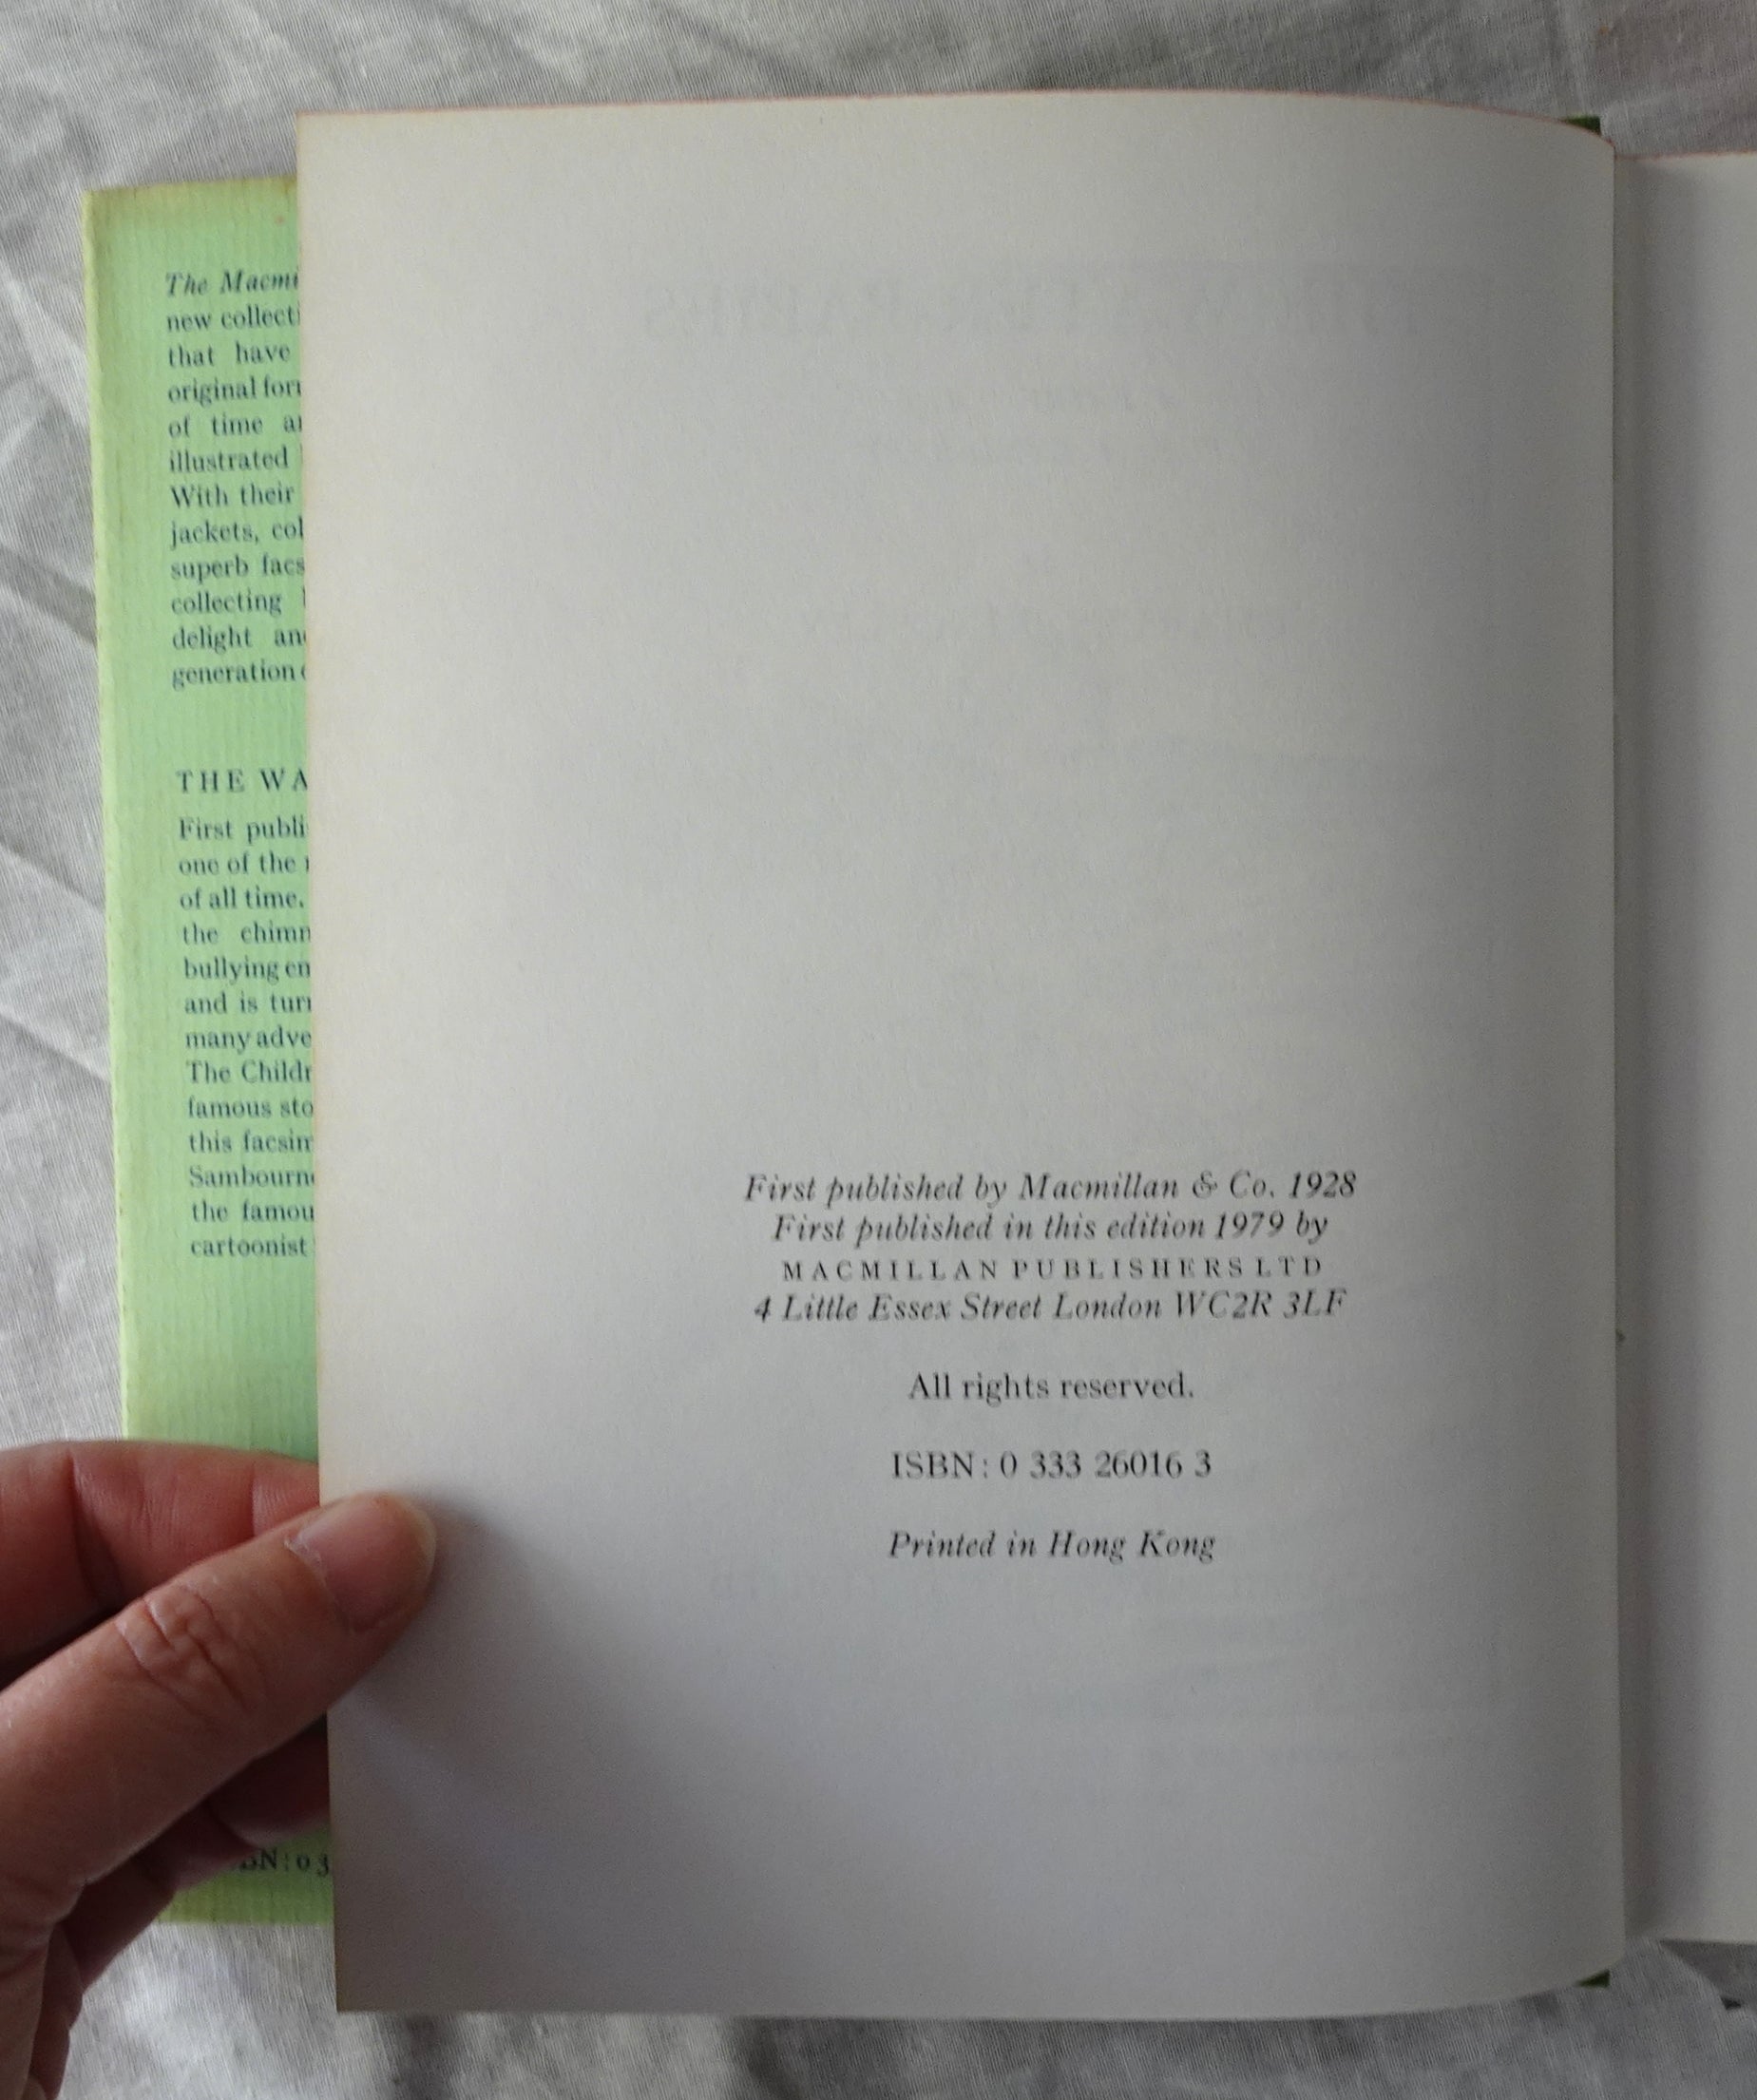 The Macmi
new collecti
that have
original for
of time a
illustrated
With their
jackets, col
superb facs
collecting
delight an
generation
THE WA
First publi
one of the
of all time.
the chimn
bullying en
and is tur
many adve
The Childr
famous sto
this facsim
Sambourne
the famou
cartoonist
BN: 0 3
First published by Macmillan & Co. 1928
First published in this edition 1979 by
MACMILLAN PUBLISHERS LTD
4 Little Essex Street London WC2R 3LF
All rights reserved.
ISBN: 0 333 26016 3
Printed in Hong Kong